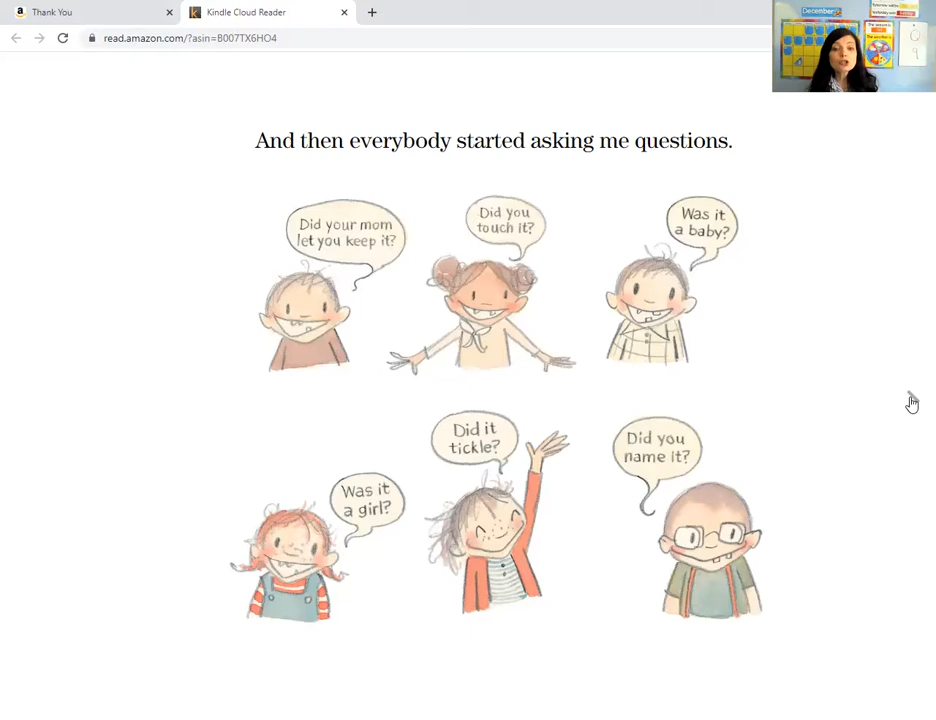 Thank You
Kindle Cloud Reader
read.amazon.com/?asin=B007TX6HO4
December
And then everybody started asking me questions.
Did your mom
let you keep it?
Did you
touch it?
Was it
a baby?
Did it
tickle?
Did you
name it?
Was it
a girl?